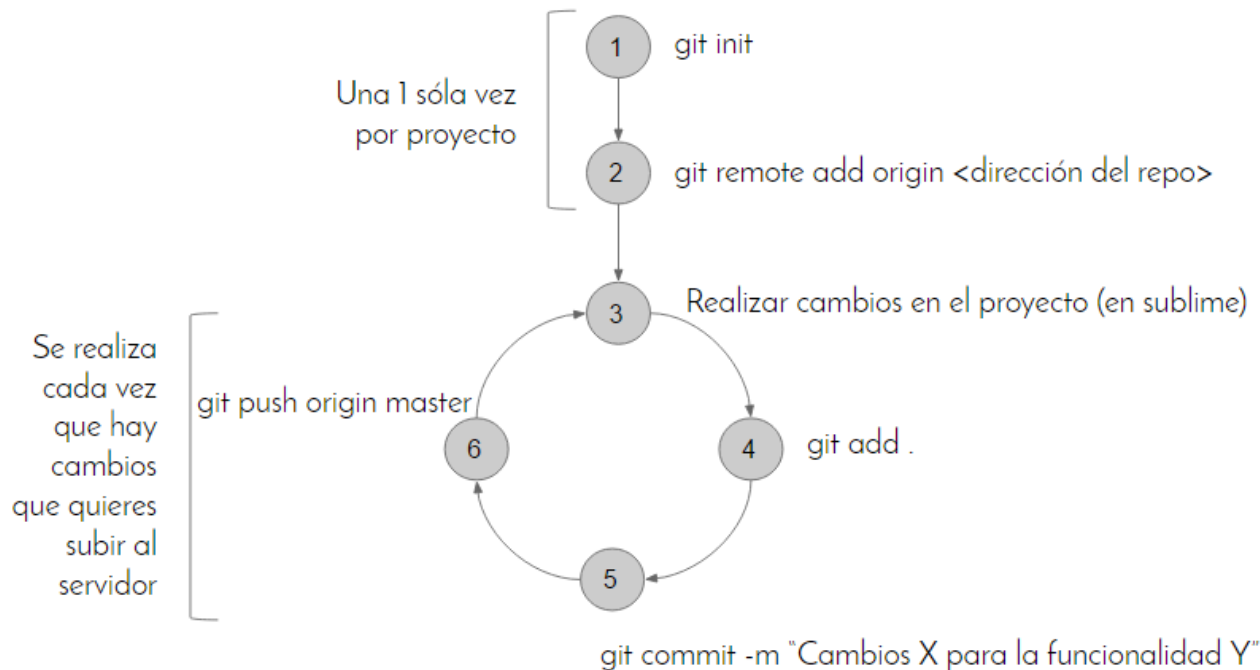 1
git init
Una 1 sóla vez
por proyecto
2
git remote add origin <dirección del repo>
3
Realizar cambios en el proyecto (en sublime)
Se realiza
cada vez
que hay
cambios
que quieres
subir al
servidor
git push origin master
6
4
git add .
5
git commit -m “Cambios X para la funcionalidad Y”